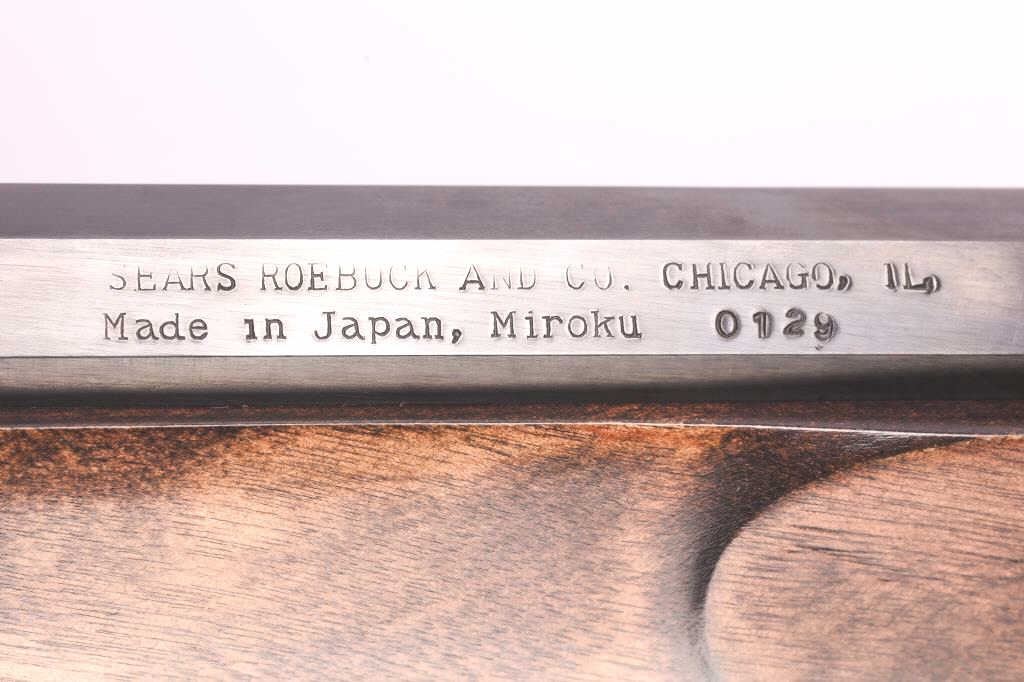 SEARS ROEBUCK AND CO. CHICAGO, IL,
Made in Japan, Miroku 0129